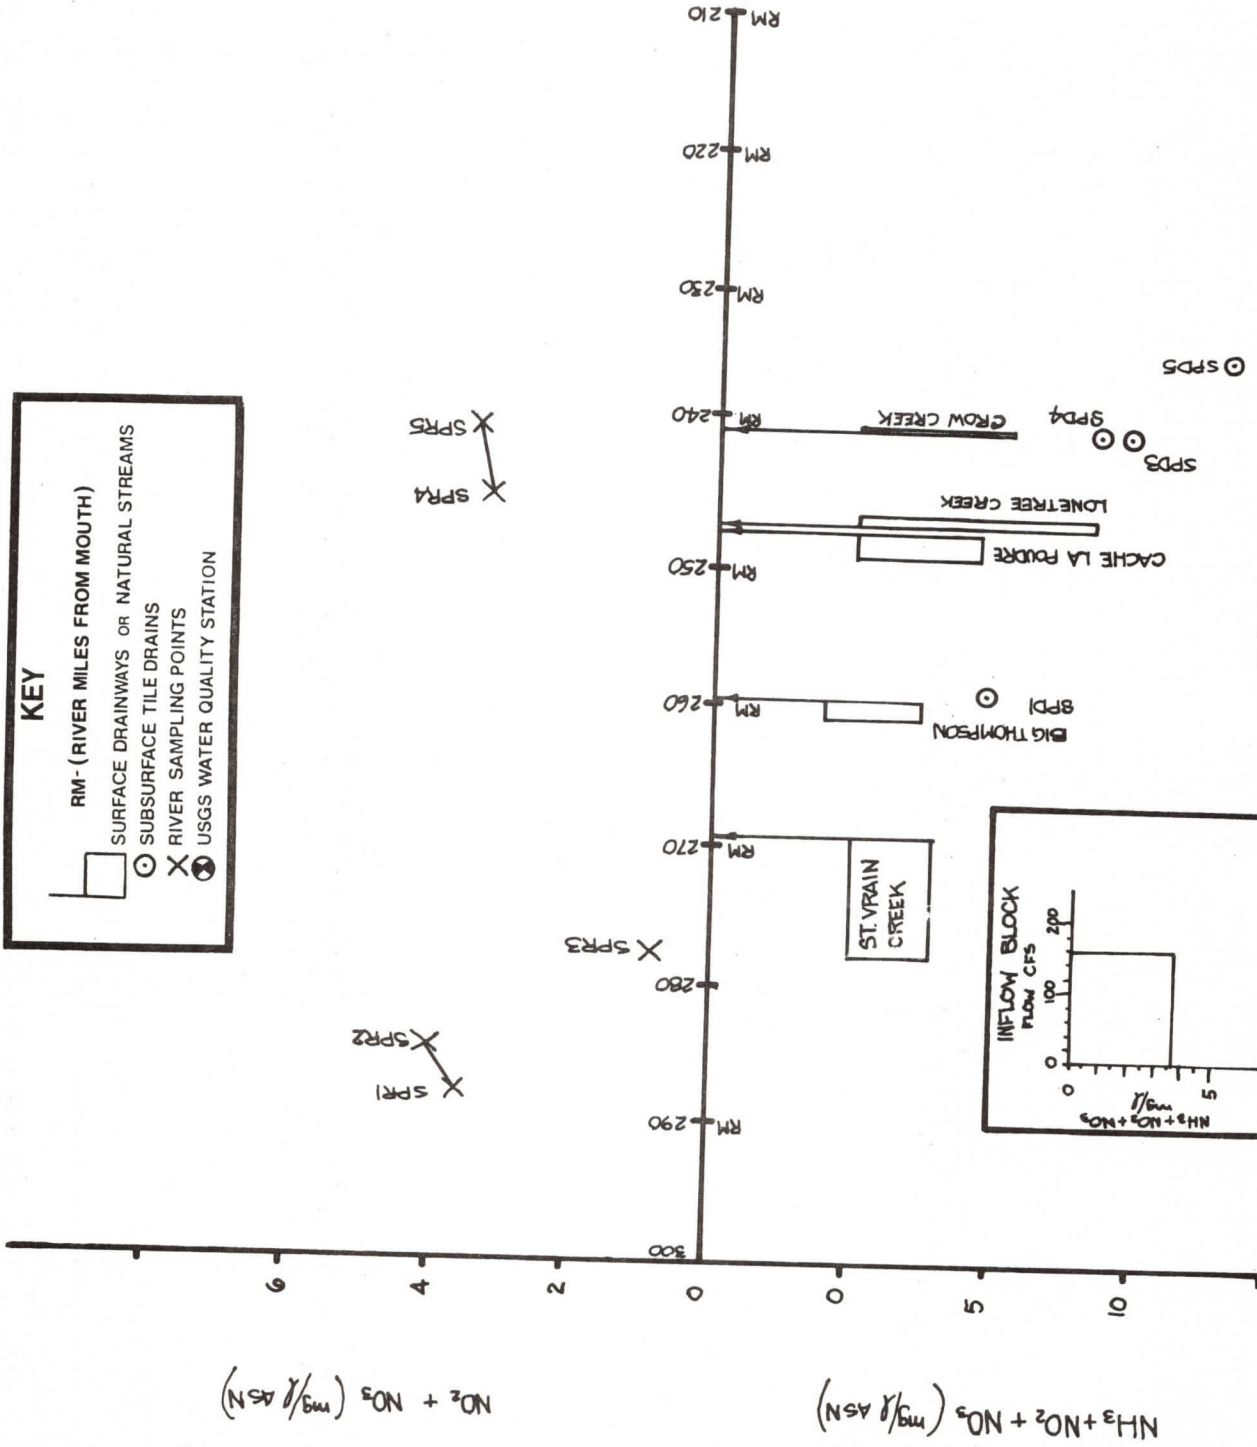 KEY
RM- (RIVER MILES FROM MOUTH)
SURFACE DRAINWAYS OR NATURAL STREAMS
SUBSURFACE TILE DRAINS
RIVER SAMPLING POINTS
USGS WATER QUALITY STATION
NO₂ + NO₃ (mg/l ASN)
6
4
2
0
SPR1
SPR2
SPR3
SPR4
SPR5
300
290
RM
280
270
RM
260
RM
250
RM
240
RM
230
RM
220
RM
210
RM
NH₃+NO₂+NO₃ (mg/l ASN)
0
5
10
ST. VRAIN
CREEK
BIG THOMPSON
SPD1
CACHE LA POUDRE
LONETREE CREEK
CROW CREEK
SPD3
SPD4
SPD5
INFLOW BLOCK
FLOW CFS
0
100
200
NH₃+NO₂+NO₃
mg/l
0
5